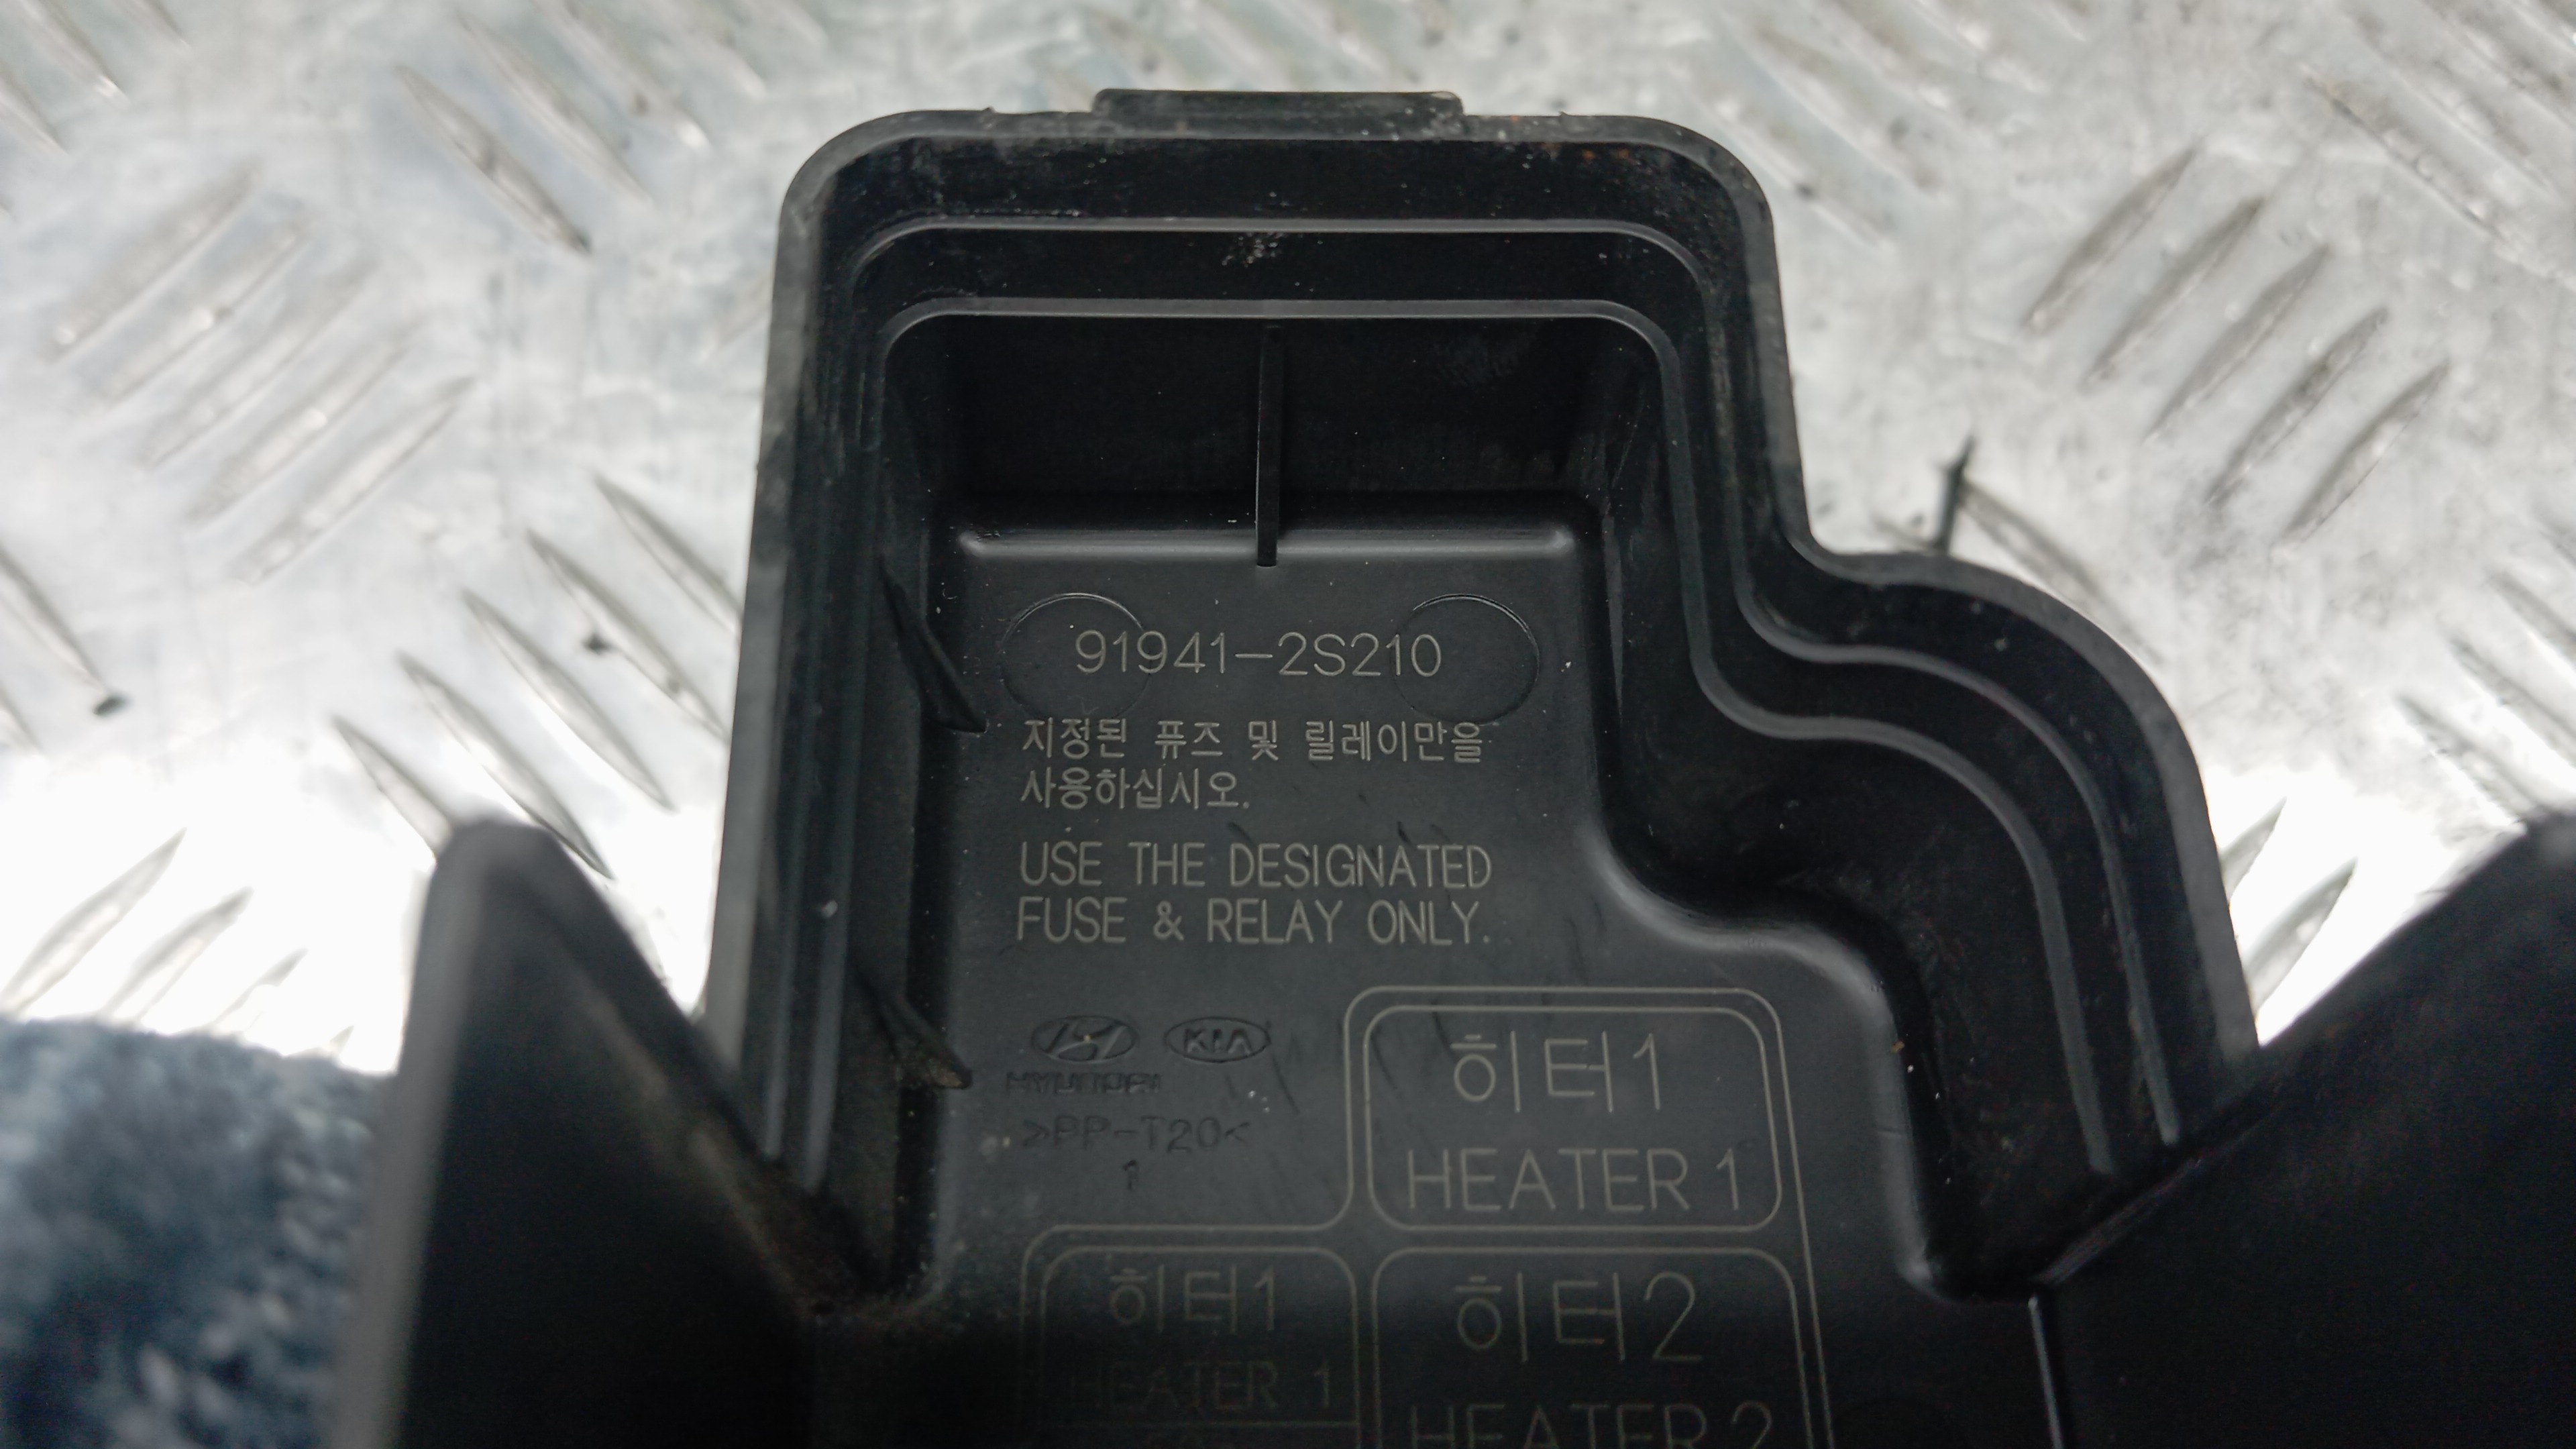 91941-2S210
지정된 퓨즈 및 릴레이만을
사용하십시오.
USE THE DESIGNATED
FUSE & RELAY ONLY.
KIA
HYUNDAI
>PP-T20<
1
히터1
HEATER 1
히터1
HEATER 1
히터2
HEATER 2